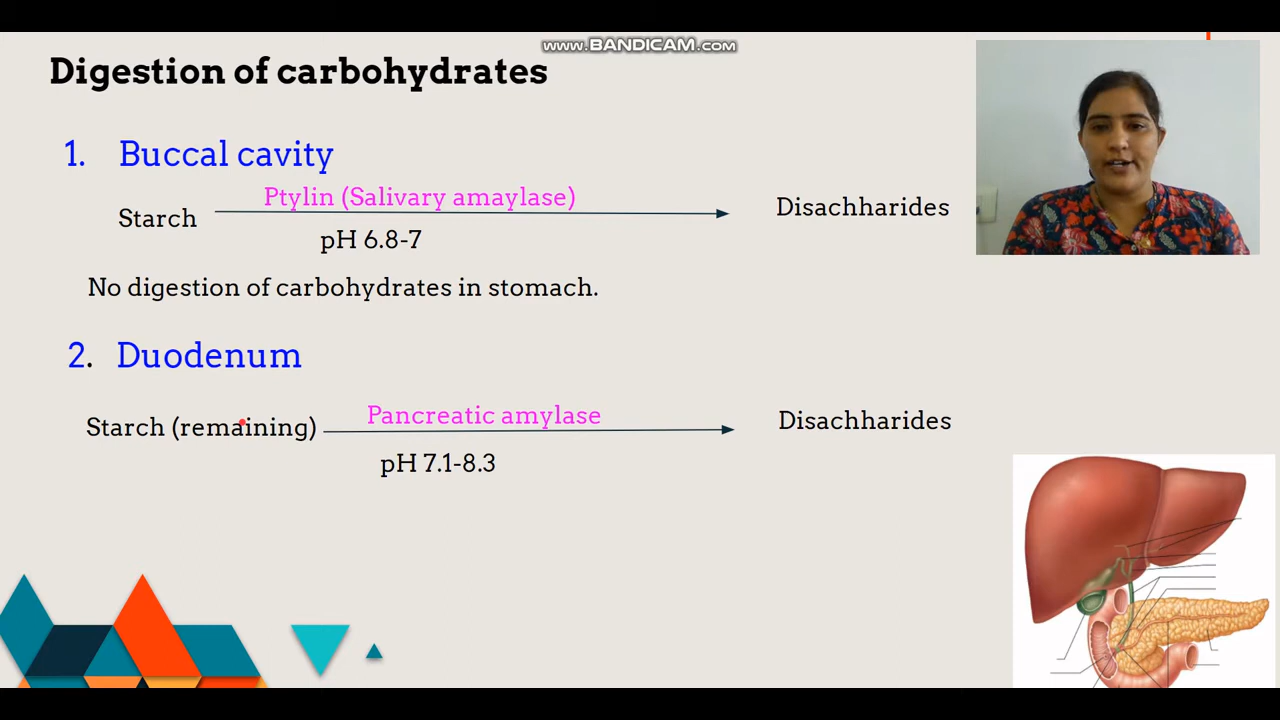 www.BANDICAM.com
Digestion of carbohydrates
1. Buccal cavity
Ptylin (Salivary amaylase)
Starch
Disachharides
pH 6.8-7
No digestion of carbohydrates in stomach.
2. Duodenum
Pancreatic amylase
Starch (remaining)
Disachharides
pH 7.1-8.3